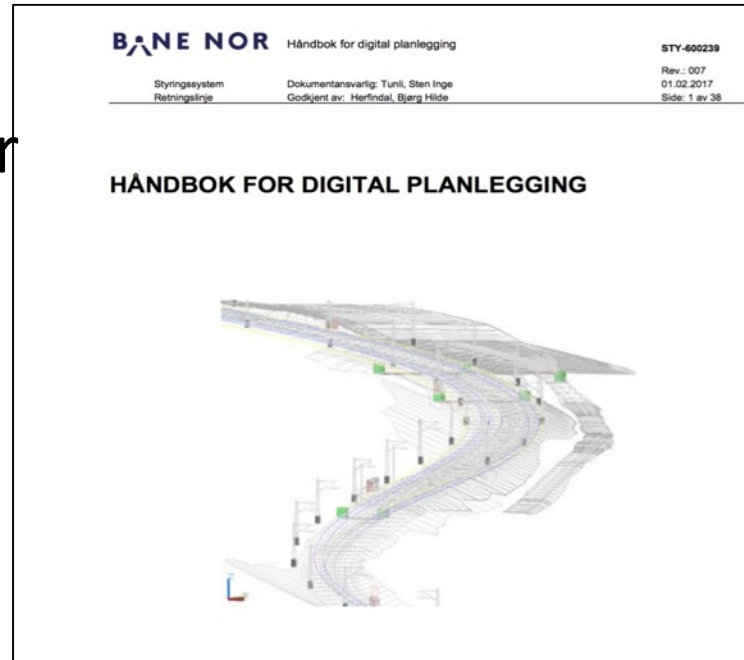 BANE NOR Håndbok for digital planlegging STY-600239
Rev.: 007
Styringssystem Dokumentansvarlig: Tunli, Sten Inge 01.02.2017
Retningslinje Godkjent av: Herfindal, Bjørg Hilde Side: 1 av 38
r
HÅNDBOK FOR DIGITAL PLANLEGGING